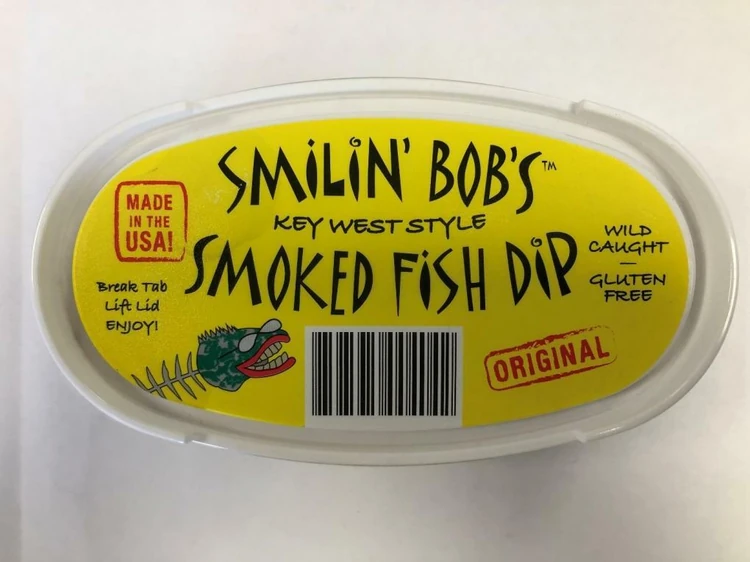 SMiLiN' BOB'S™
KEY WEST STYLE
SMOKED FiSH DiP
MADE
IN THE
USA!
Break Tab
Lift Lid
ENJOY!
WILD
CAUGHT
—
GLUTEN
FREE
ORIGINAL